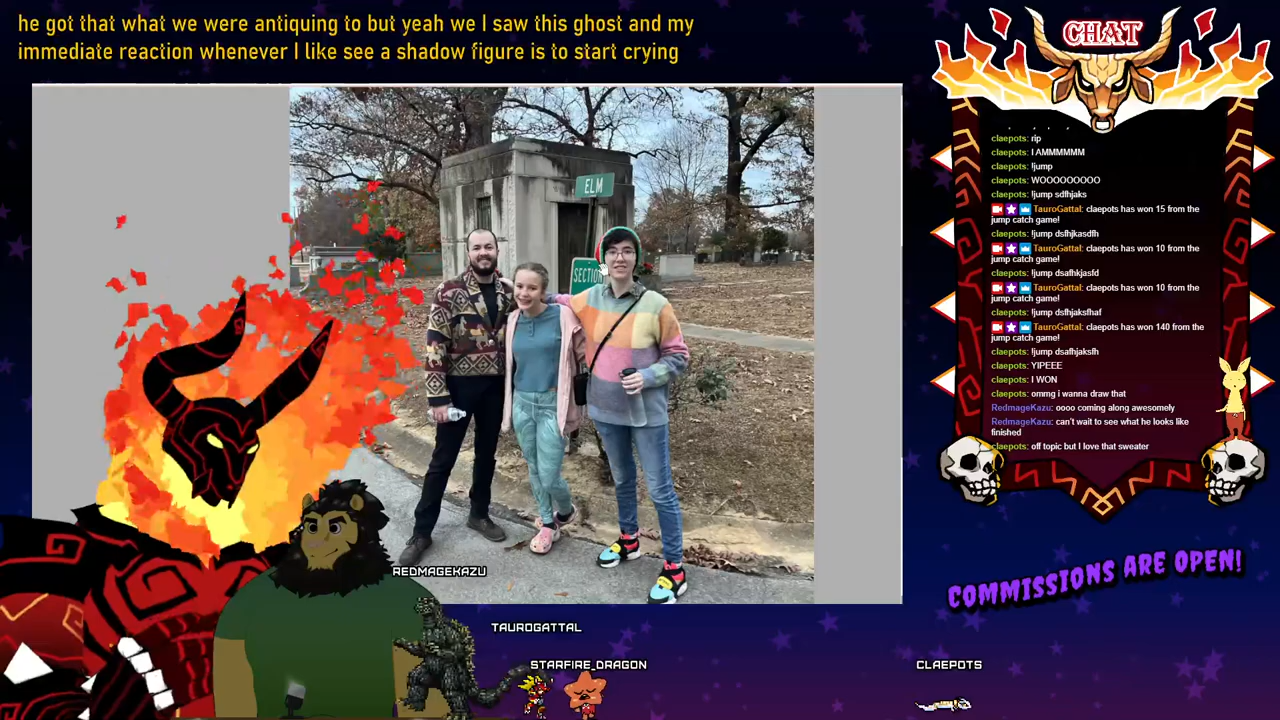 he got that what we were antiquing to but yeah we I saw this ghost and my
immediate reaction whenever I like see a shadow figure is to start crying
CHAT
claepots: rip
claepots: I AMMMMMM
claepots: !jump
claepots: WOOOOOOOOO
claepots: !jump sdfhjaks
TauroGattal: claepots has won 15 from the
jump catch game!
claepots: !jump dsfhjkasdfh
TauroGattal: claepots has won 10 from the
jump catch game!
claepots: !jump dsafhkjasfd
TauroGattal: claepots has won 10 from the
jump catch game!
claepots: !jump dsfhjaksfhaf
TauroGattal: claepots has won 140 from the
jump catch game!
claepots: !jump dsafhjaksfh
claepots: YIPEEE
claepots: I WON
claepots: ommg i wanna draw that
RedmageKazu: oooo coming along awesomely
RedmageKazu: can't wait to see what he looks like
finished
claepots: off topic but I love that sweater
ELM
SECTION
COMMISSIONS ARE OPEN!
REDMAGEKAZU
TAUROGATTAL
STARFIRE_DRAGON
CLAEPOTS